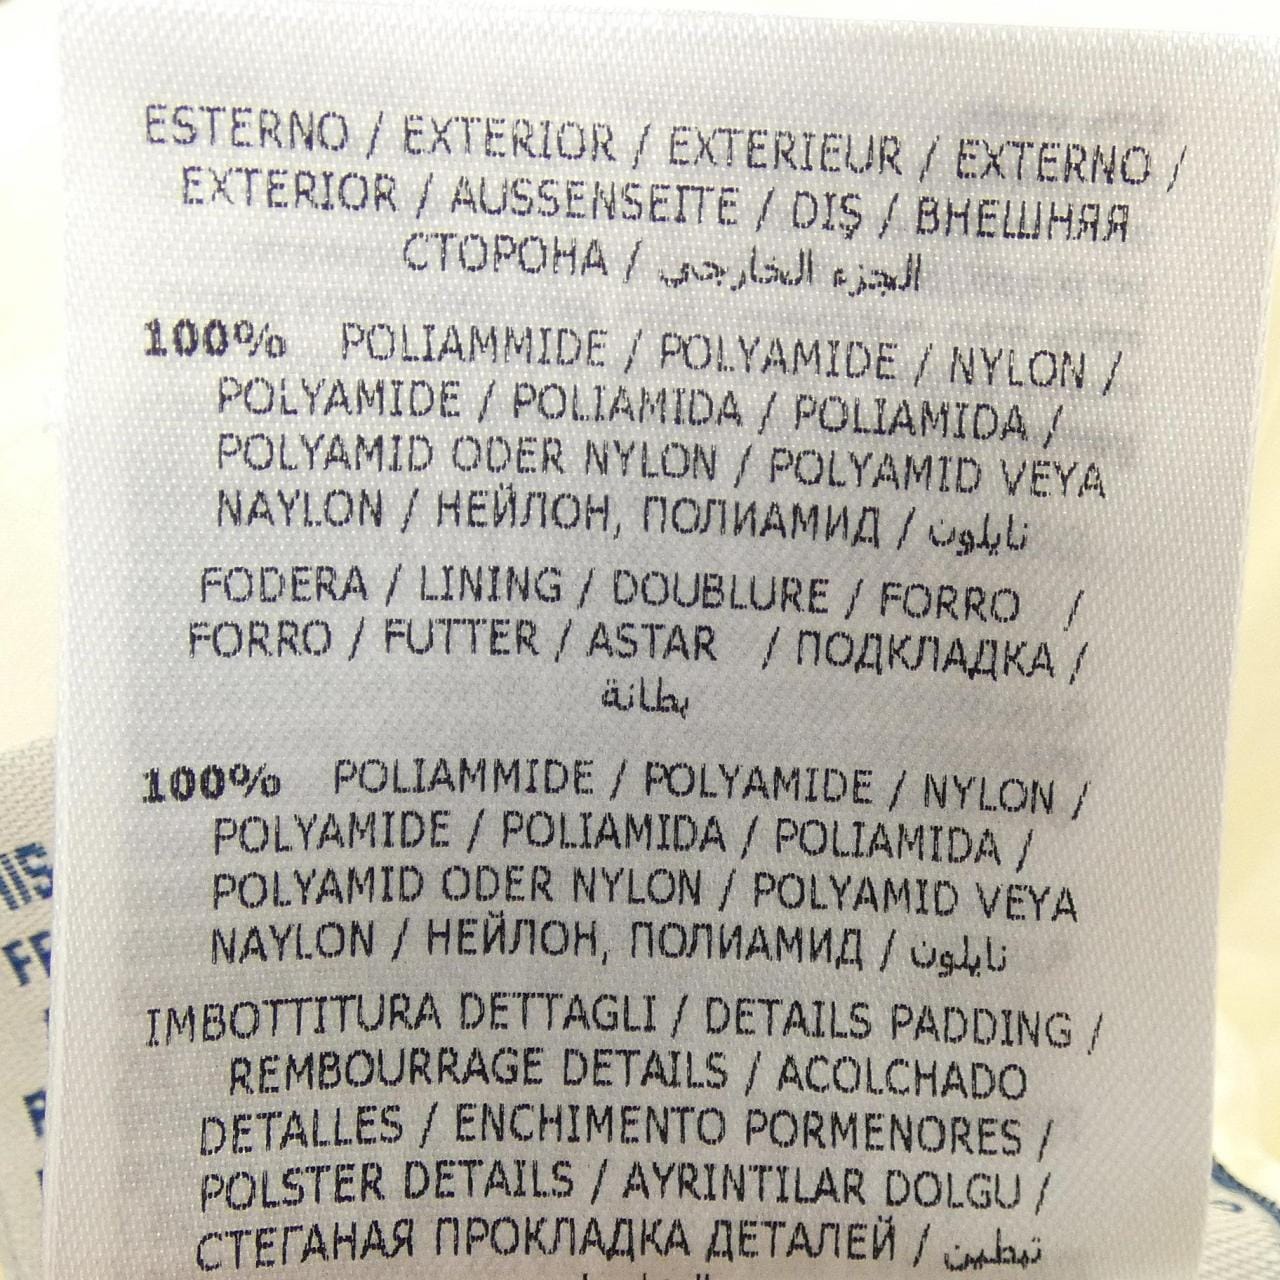 ESTERNO / EXTERIOR / EXTERIEUR / EXTERNO /
EXTERIOR / AUSSENSEITE / DIŞ / ВНЕШНЯЯ
СТОРОНА / الجزء الخارجي
100% POLIAMMIDE / POLYAMIDE / NYLON /
POLYAMIDE / POLIAMIDA / POLIAMIDA /
POLYAMID ODER NYLON / POLYAMID VEYA
NAYLON / НЕЙЛОН, ПОЛИАМИД / نايلون
FODERA / LINING / DOUBLURE / FORRO /
FORRO / FUTTER / ASTAR / ПОДКЛАДКА /
بطانة
100% POLIAMMIDE / POLYAMIDE / NYLON /
POLYAMIDE / POLIAMIDA / POLIAMIDA /
POLYAMID ODER NYLON / POLYAMID VEYA
NAYLON / НЕЙЛОН, ПОЛИАМИД / نايلون
IMBOTTITURA DETTAGLI / DETAILS PADDING /
REMBOURRAGE DETAILS / ACOLCHADO
DETALLES / ENCHIMENTO PORMENORES /
POLSTER DETAILS / AYRINTILAR DOLGU /
СТЕГАНАЯ ПРОКЛАДКА ДЕТАЛЕЙ / تبطين